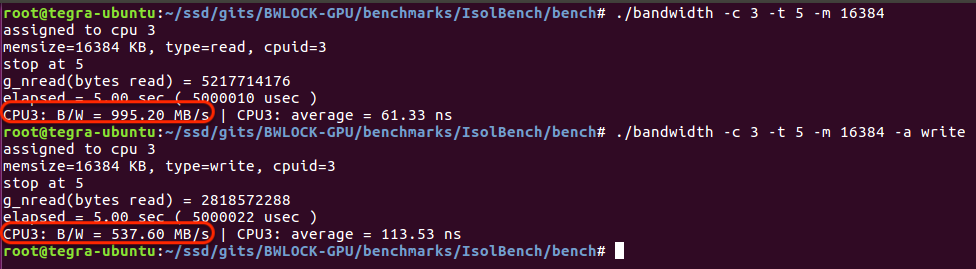 root@tegra-ubuntu:~/ssd/gits/BWLOCK-GPU/benchmarks/IsolBench/bench# ./bandwidth -c 3 -t 5 -m 16384
assigned to cpu 3
memsize=16384 KB, type=read, cpuid=3
stop at 5
g_nread(bytes read) = 5217714176
elapsed = 5.00 sec ( 5000010 usec )
CPU3: B/W = 995.20 MB/s | CPU3: average = 61.33 ns
root@tegra-ubuntu:~/ssd/gits/BWLOCK-GPU/benchmarks/IsolBench/bench# ./bandwidth -c 3 -t 5 -m 16384 -a write
assigned to cpu 3
memsize=16384 KB, type=write, cpuid=3
stop at 5
g_nread(bytes read) = 2818572288
elapsed = 5.00 sec ( 5000022 usec )
CPU3: B/W = 537.60 MB/s | CPU3: average = 113.53 ns
root@tegra-ubuntu:~/ssd/gits/BWLOCK-GPU/benchmarks/IsolBench/bench#